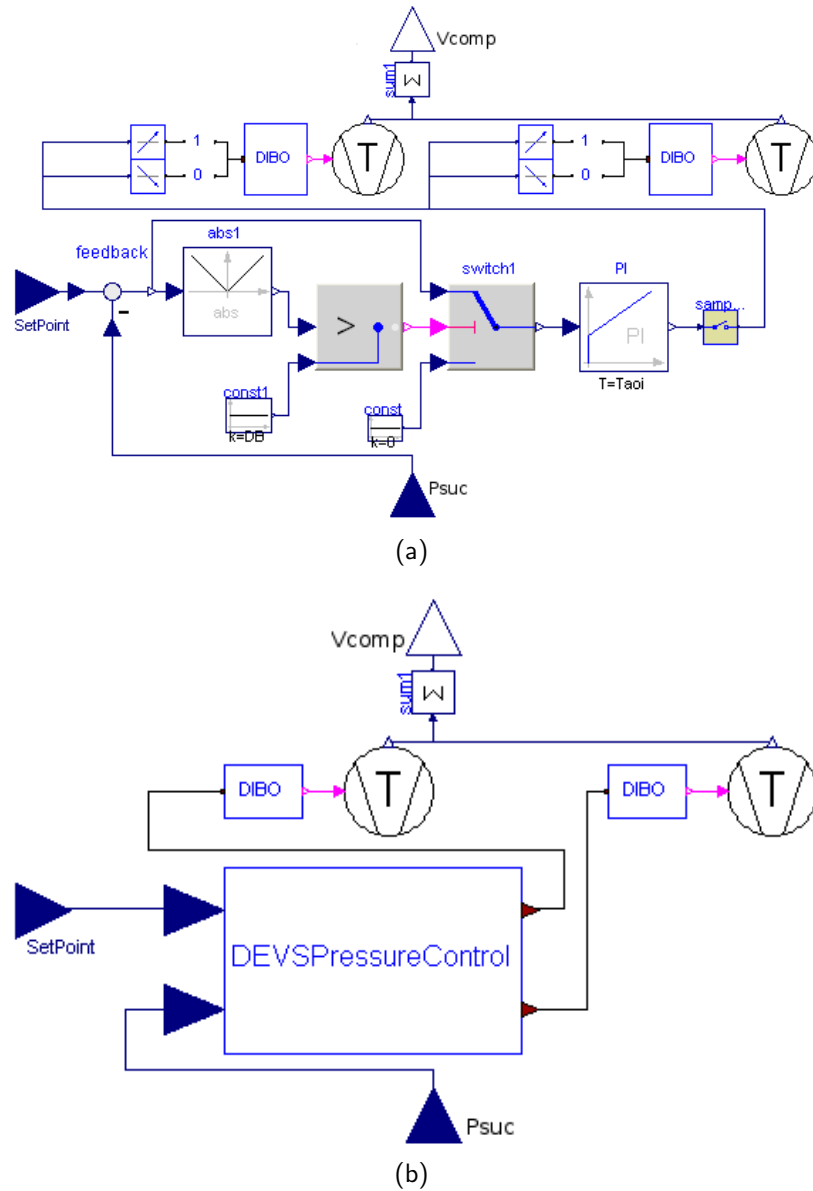 Vcomp
sum1
Σ
1
0
DIBO
T
1
0
DIBO
T
feedback
abs1
abs
switch1
PI
PI
T=Taoi
samp...
SetPoint
-
>
const1
k=DB
const
k=0
Psuc
(a)
Vcomp
sum1
Σ
DIBO
T
DIBO
T
SetPoint
DEVSPressureControl
Psuc
(b)